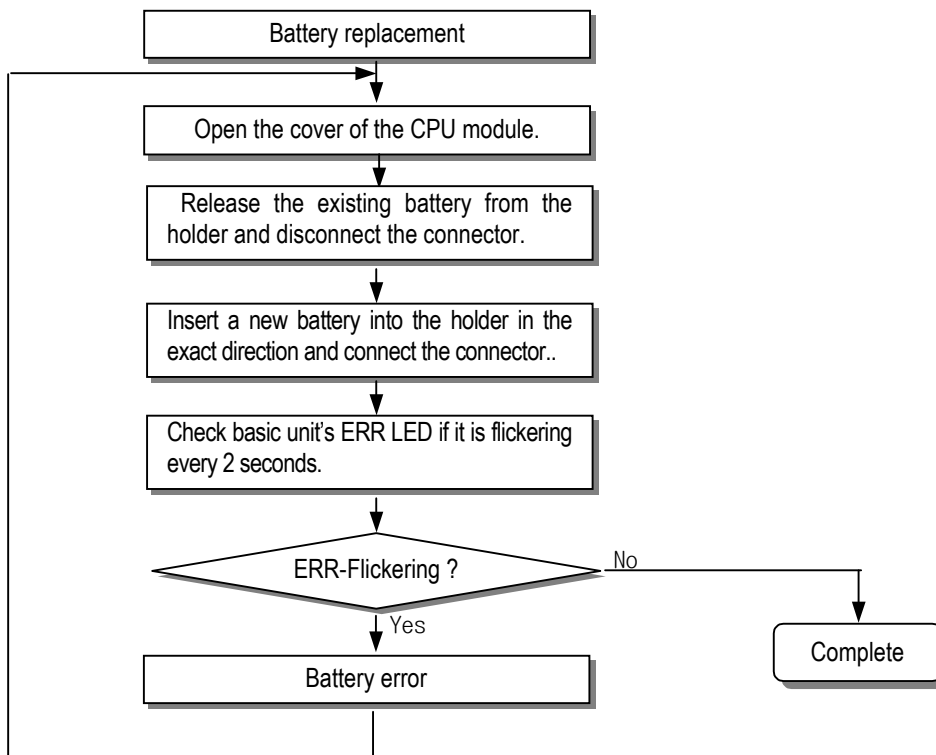 Battery replacement
Open the cover of the CPU module.
Release the existing battery from the
holder and disconnect the connector.
Insert a new battery into the holder in the
exact direction and connect the connector..
Check basic unit's ERR LED if it is flickering
every 2 seconds.
ERR-Flickering ?
No
Yes
Complete
Battery error